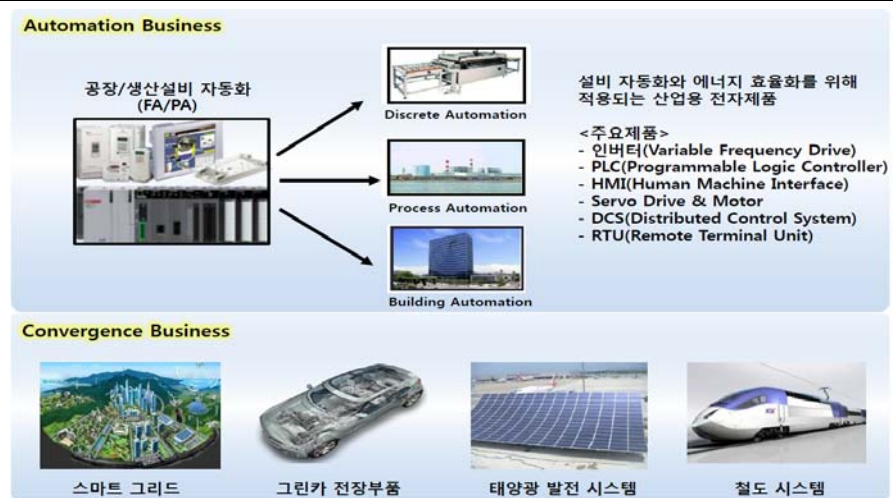 Automation Business
공장/생산설비 자동화
(FA/PA)
Discrete Automation
Process Automation
Building Automation
설비 자동화와 에너지 효율화를 위해
적용되는 산업용 전자제품
<주요제품>
- 인버터(Variable Frequency Drive)
- PLC(Programmable Logic Controller)
- HMI(Human Machine Interface)
- Servo Drive & Motor
- DCS(Distributed Control System)
- RTU(Remote Terminal Unit)
Convergence Business
스마트 그리드
그린카 전장부품
태양광 발전 시스템
철도 시스템